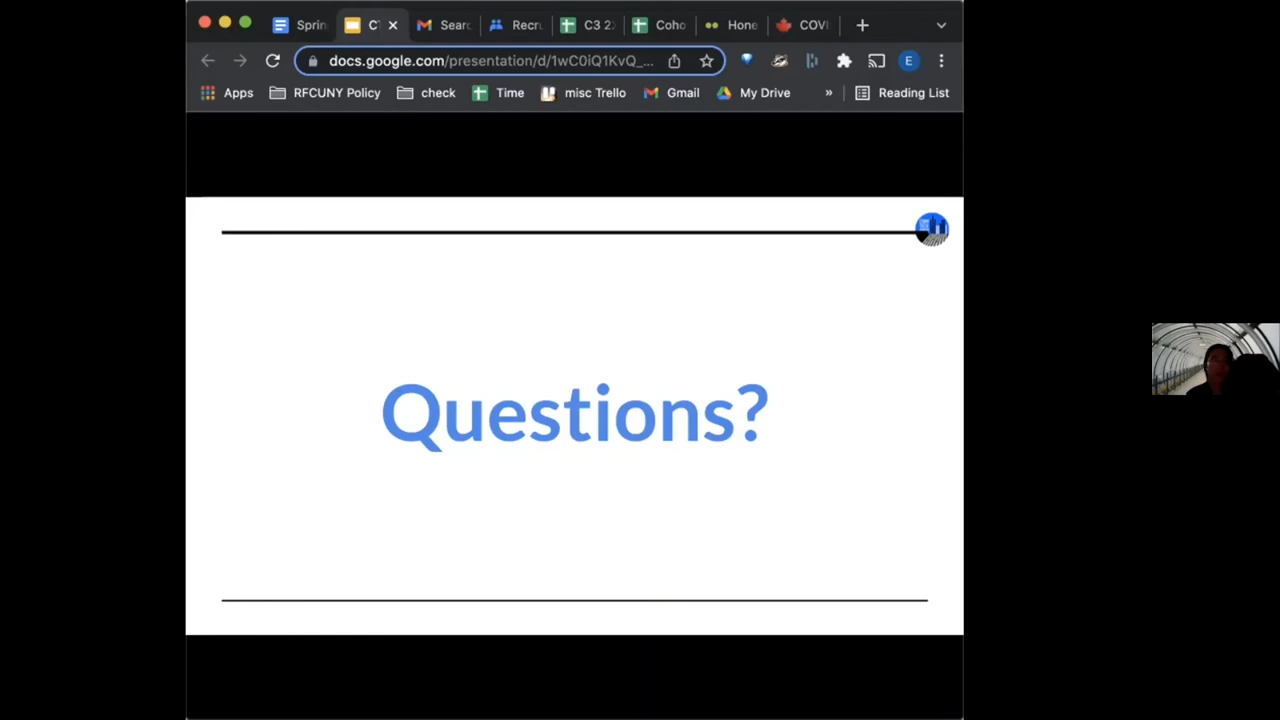 Sprin C Sear Recru C3 2 Coho Hone COVI
docs.google.com/presentation/d/1wC0iQ1KvQ_...
E
Apps RFCUNY Policy check Time misc Trello Gmail My Drive » Reading List
Questions?